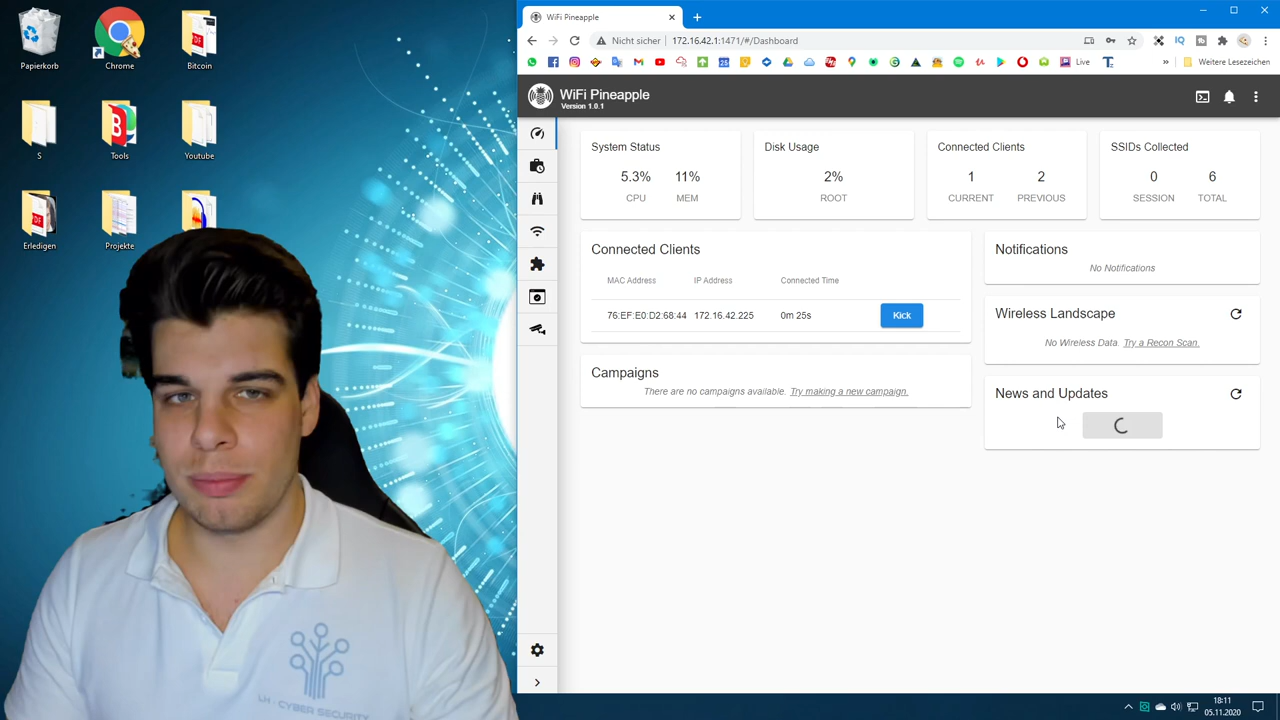 Papierkorb
Chrome
Bitcoin
S
Tools
Youtube
Erledigen
Projekte
LH - CYBER SECURITY
WiFi Pineapple
Nicht sicher
172.16.42.1:1471/#/Dashboard
Live
Weitere Lesezeichen
WiFi Pineapple
Version 1.0.1
System Status
5.3%
11%
CPU
MEM
Disk Usage
2%
ROOT
Connected Clients
1
2
CURRENT
PREVIOUS
SSIDs Collected
0
6
SESSION
TOTAL
Connected Clients
MAC Address
IP Address
Connected Time
76:EF:E0:D2:68:44
172.16.42.225
0m 25s
Kick
Campaigns
There are no campaigns available. Try making a new campaign.
Notifications
No Notifications
Wireless Landscape
No Wireless Data. Try a Recon Scan.
News and Updates
18:11
05.11.2020